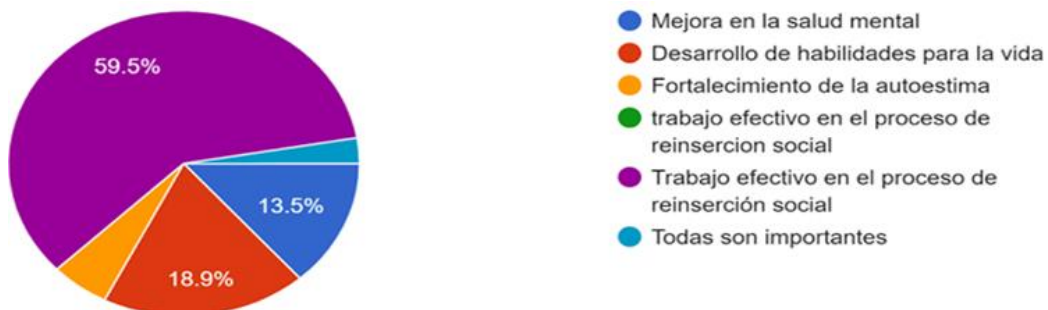 59.5%
13.5%
18.9%
Mejora en la salud mental
Desarrollo de habilidades para la vida
Fortalecimiento de la autoestima
trabajo efectivo en el proceso de
reinsercion social
Trabajo efectivo en el proceso de
reinserción social
Todas son importantes